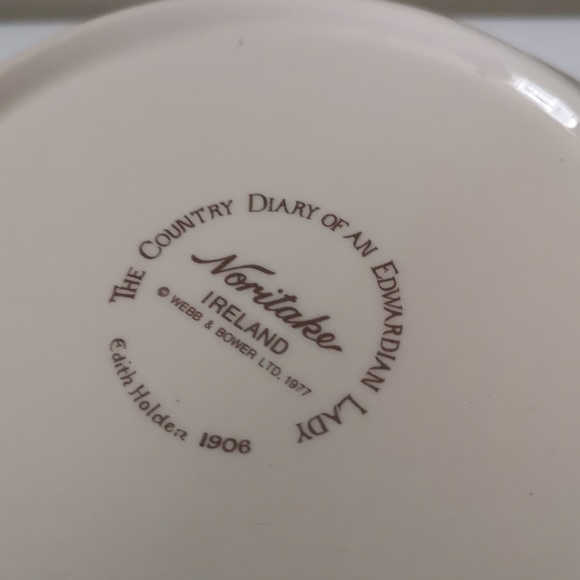 THE COUNTRY DIARY OF AN EDWARDIAN LADY
Noritake
IRELAND
© WEBB & BOWER LTD. 1977
Edith Holden 1906